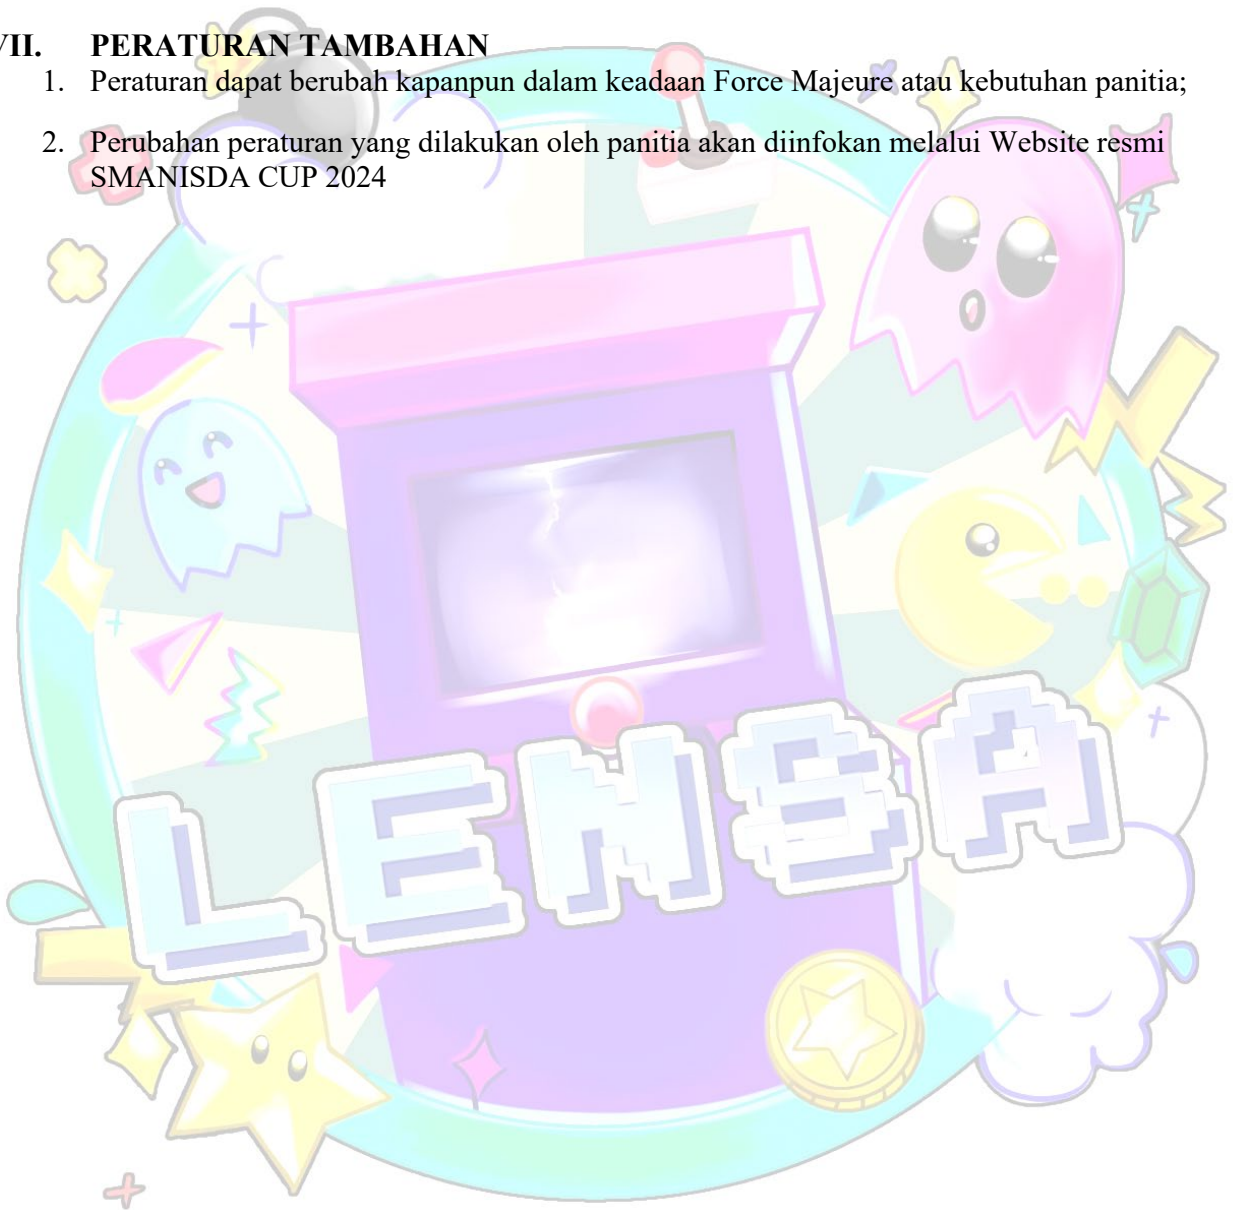 VII. PERATURAN TAMBAHAN
1. Peraturan dapat berubah kapanpun dalam keadaan Force Majeure atau kebutuhan panitia;
2. Perubahan peraturan yang dilakukan oleh panitia akan diinfokan melalui Website resmi
SMANISDA CUP 2024
LENSA